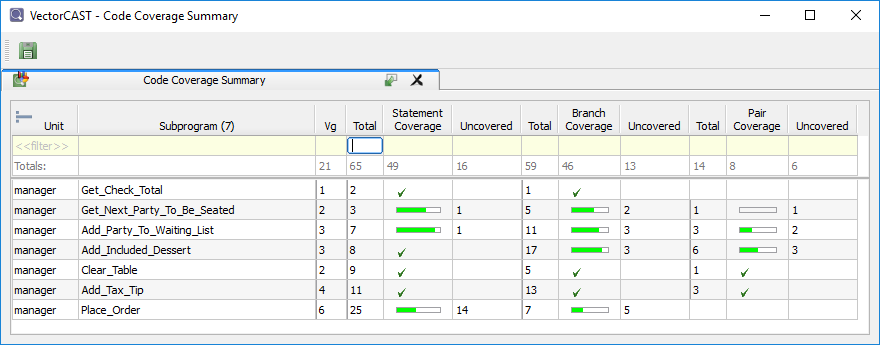 VectorCAST - Code Coverage Summary
Code Coverage Summary
Unit Subprogram (7) Vg Total Statement Coverage Uncovered Total Branch Coverage Uncovered Total Pair Coverage Uncovered
<<filter>>
Totals: 21 65 49 16 59 46 13 14 8 6
manager Get_Check_Total 1 2 1
manager Get_Next_Party_To_Be_Seated 2 3 1 5 2 1 1
manager Add_Party_To_Waiting_List 3 7 1 11 3 3 2
manager Add_Included_Dessert 3 8 17 3 6 3
manager Clear_Table 2 9 5 1
manager Add_Tax_Tip 4 11 13 3
manager Place_Order 6 25 14 7 5